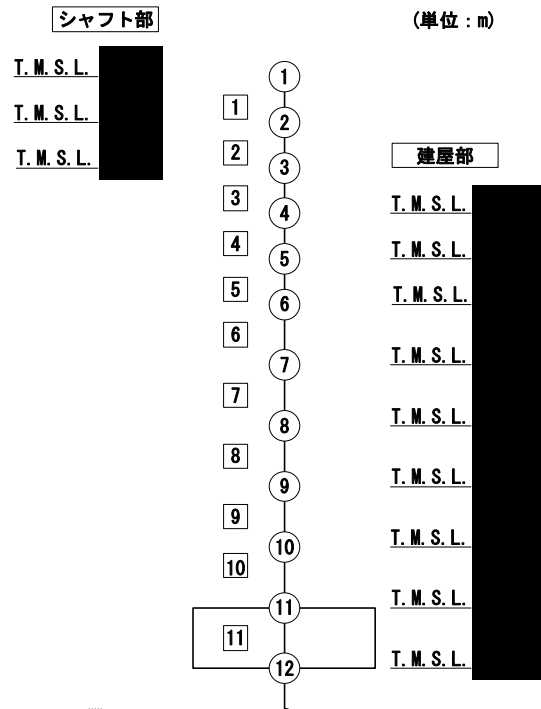 シャフト部
(単位：m)
T. M. S. L.
T. M. S. L.
T. M. S. L.
1
1
2
2
3
3
4
4
5
5
6
6
7
7
8
8
9
9
10
10
11
11
12
建屋部
T. M. S. L.
T. M. S. L.
T. M. S. L.
T. M. S. L.
T. M. S. L.
T. M. S. L.
T. M. S. L.
T. M. S. L.
T. M. S. L.